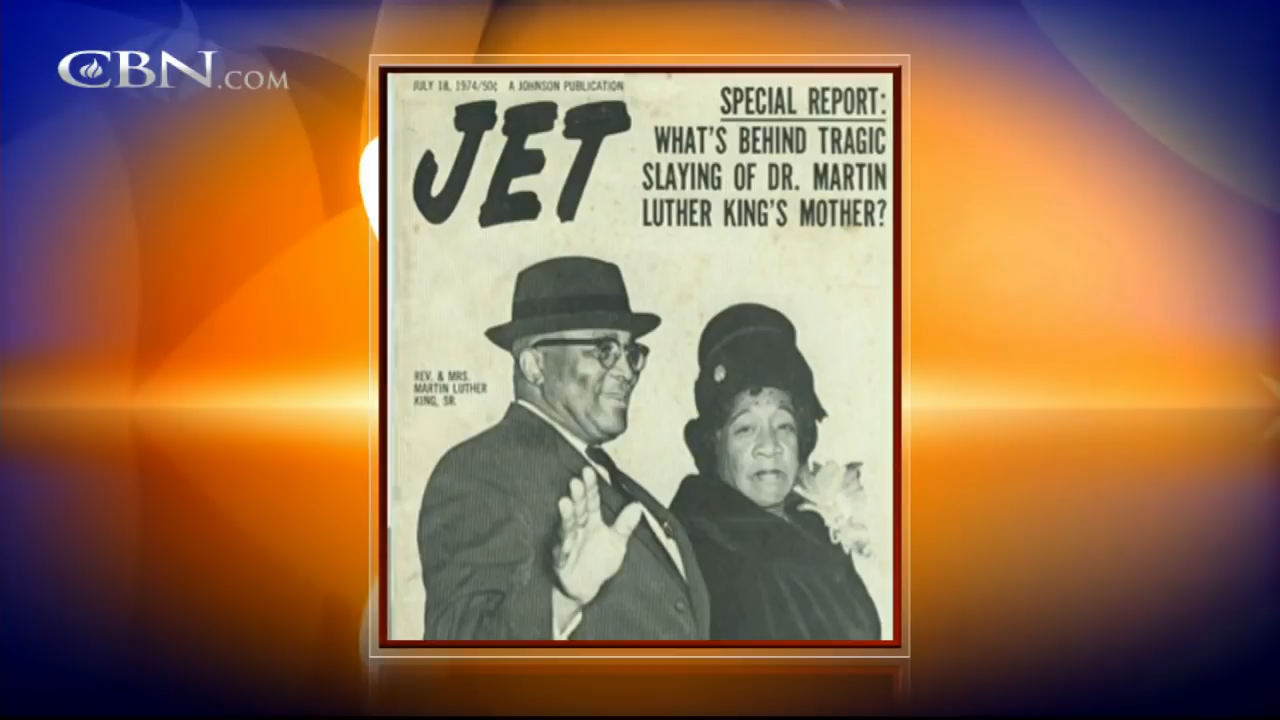 CBN.COM
JULY 18, 1974/50¢ A JOHNSON PUBLICATION
JET
SPECIAL REPORT:
WHAT'S BEHIND TRAGIC
SLAYING OF DR. MARTIN
LUTHER KING'S MOTHER?
REV. & MRS.
MARTIN LUTHER
KING, SR.